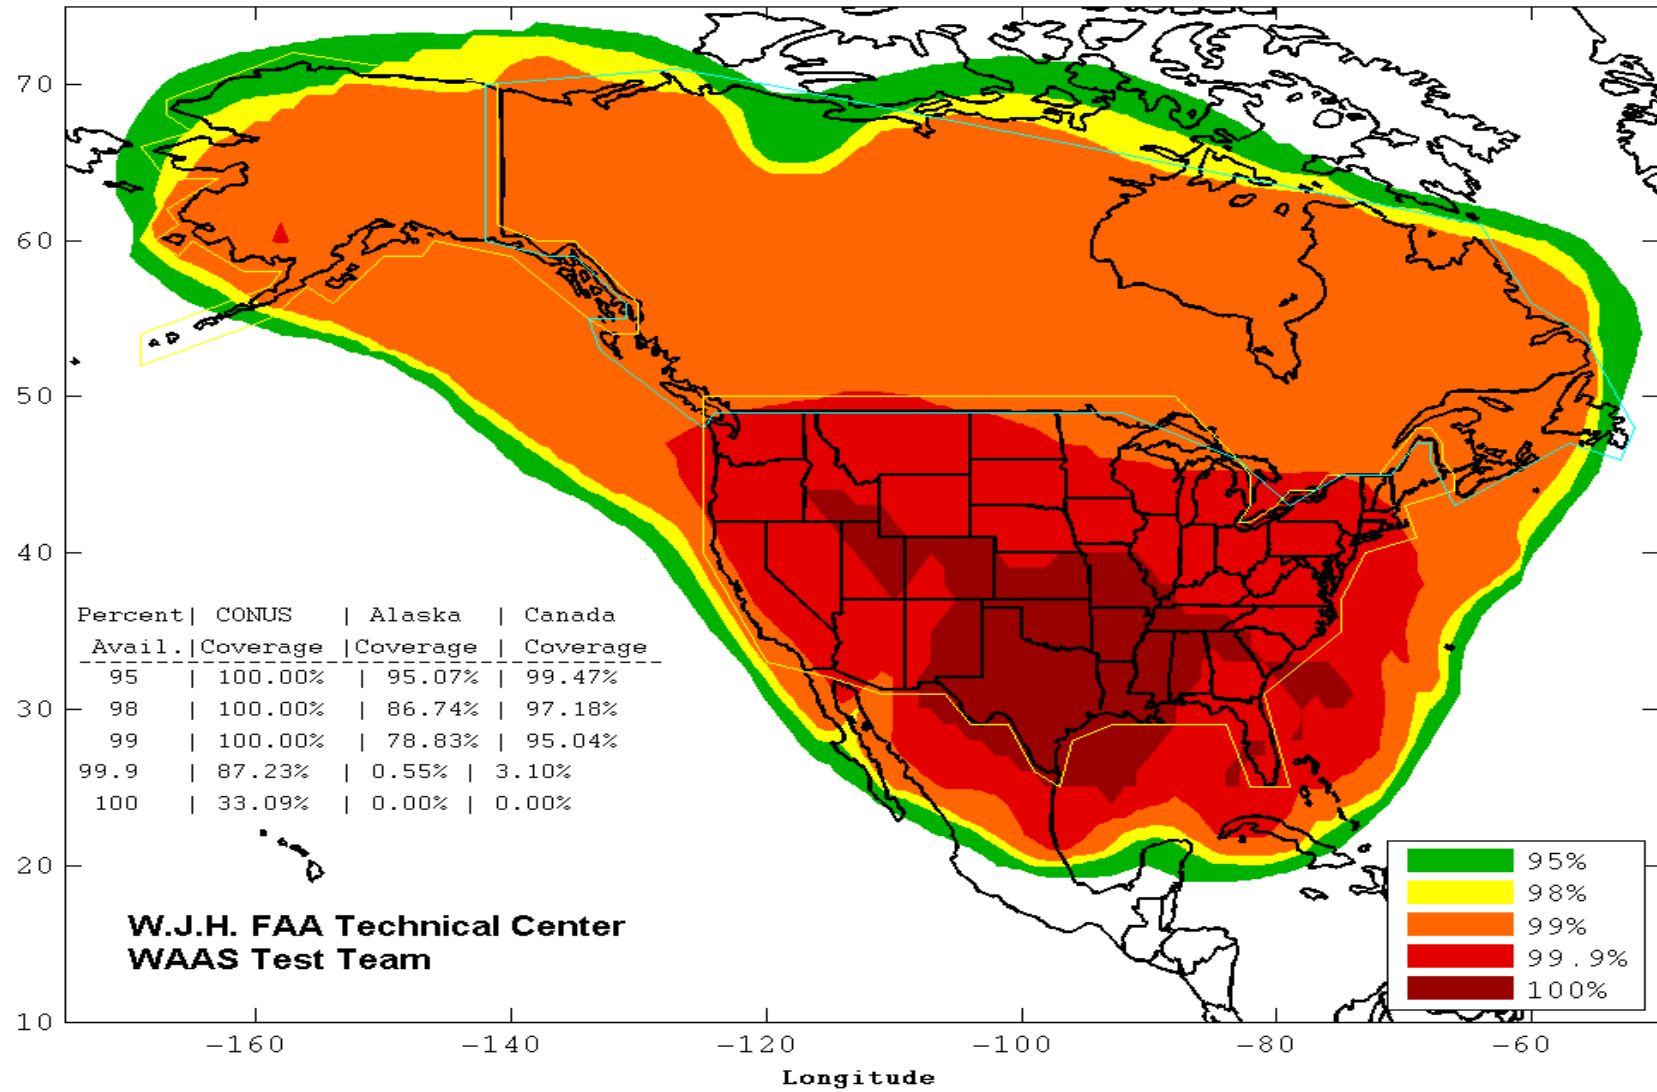 70
60
50
40
30
20
10
Percent| CONUS | Alaska | Canada
Avail.|Coverage |Coverage | Coverage
95 | 100.00% | 95.07% | 99.47%
98 | 100.00% | 86.74% | 97.18%
99 | 100.00% | 78.83% | 95.04%
99.9 | 87.23% | 0.55% | 3.10%
100 | 33.09% | 0.00% | 0.00%
W.J.H. FAA Technical Center
WAAS Test Team
95%
98%
99%
99.9%
100%
-160 -140 -120 -100 -80 -60
Longitude